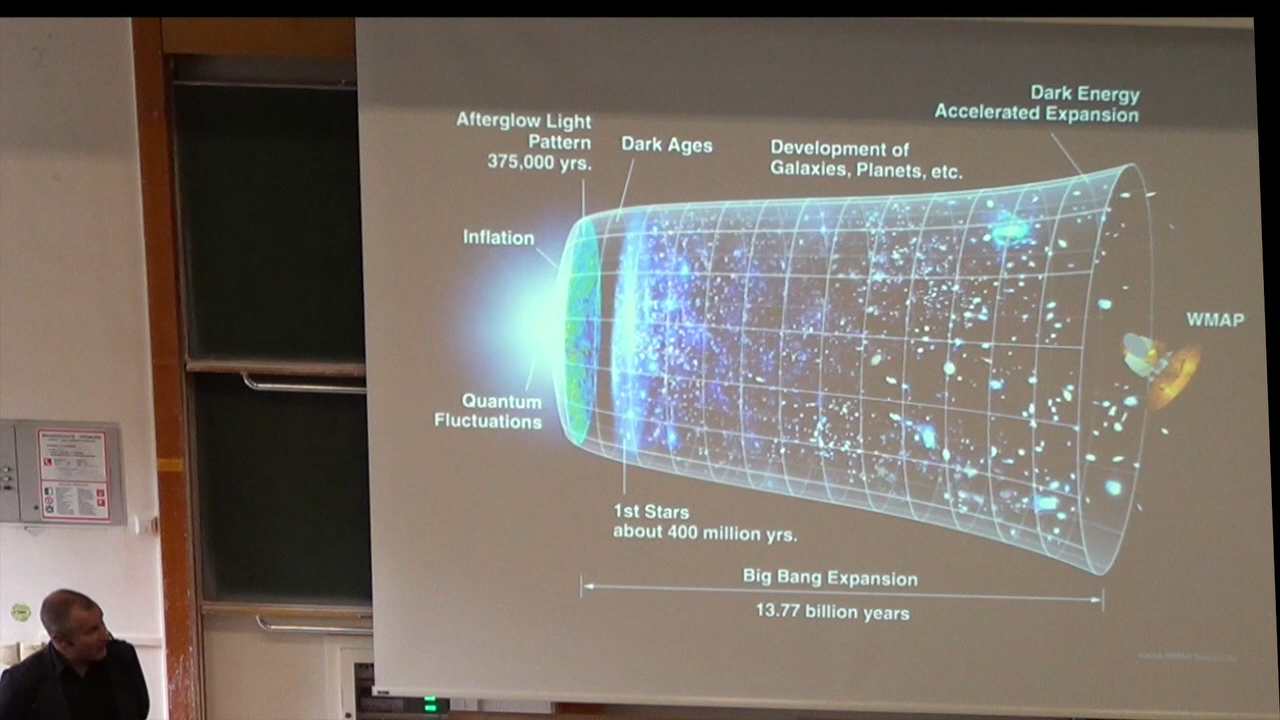 Dark Energy
Accelerated Expansion
Afterglow Light
Pattern
375,000 yrs.
Dark Ages
Development of
Galaxies, Planets, etc.
Inflation
WMAP
Quantum
Fluctuations
1st Stars
about 400 million yrs.
Big Bang Expansion
13.77 billion years